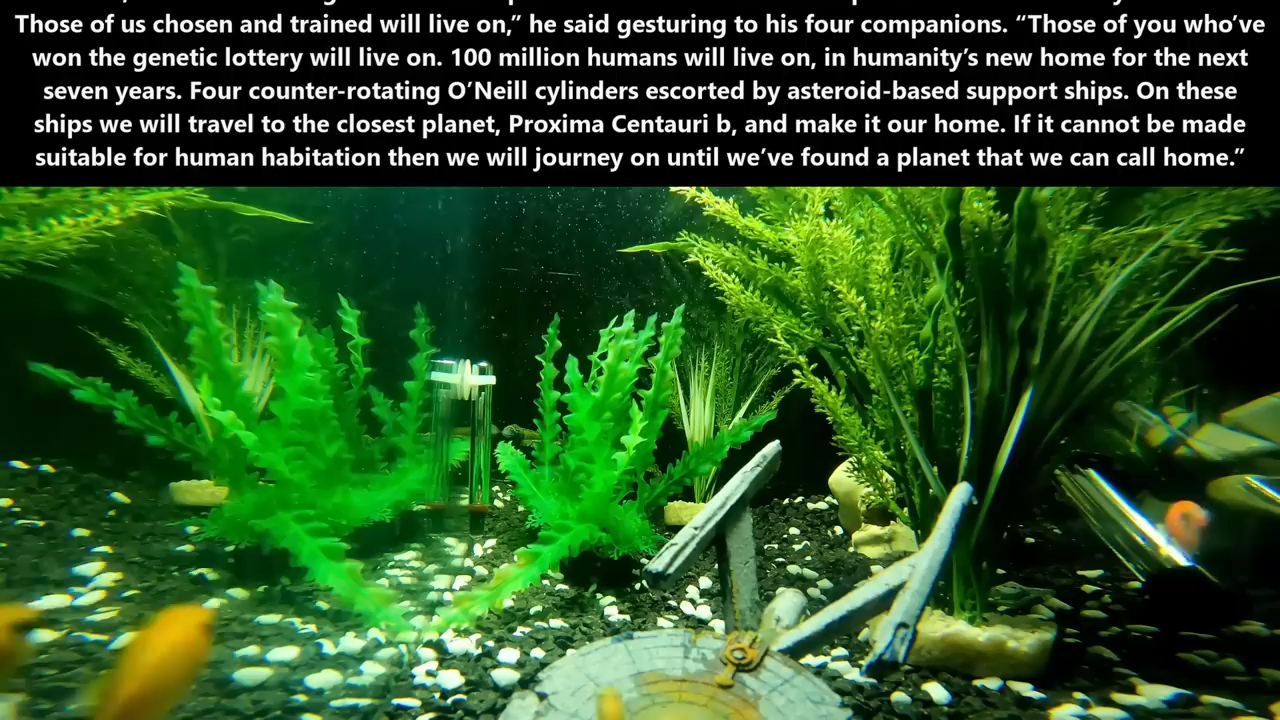 Those of us chosen and trained will live on,” he said gesturing to his four companions. “Those of you who’ve
won the genetic lottery will live on. 100 million humans will live on, in humanity’s new home for the next
seven years. Four counter-rotating O’Neill cylinders escorted by asteroid-based support ships. On these
ships we will travel to the closest planet, Proxima Centauri b, and make it our home. If it cannot be made
suitable for human habitation then we will journey on until we’ve found a planet that we can call home.”